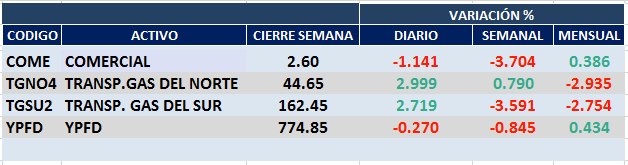 VARIACIÓN %
CODIGO ACTIVO CIERRE SEMANA DIARIO SEMANAL MENSUAL
COME COMERCIAL 2.60 -1.141 -3.704 0.386
TGNO4 TRANSP.GAS DEL NORTE 44.65 2.999 0.790 -2.935
TGSU2 TRANSP. GAS DEL SUR 162.45 2.719 -3.591 -2.754
YPFD YPFD 774.85 -0.270 -0.845 0.434